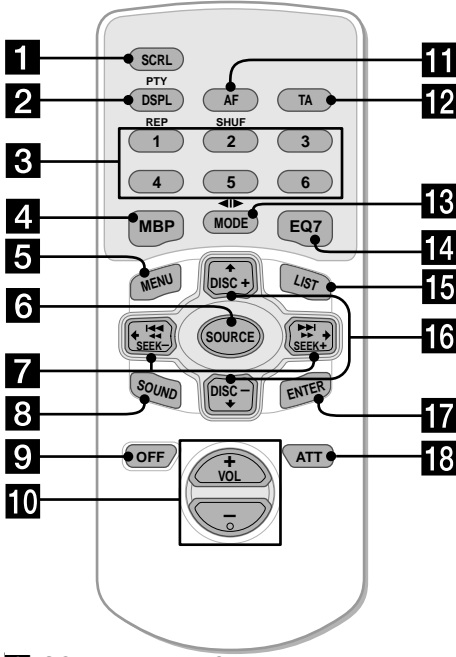 1 SCRL
PTY
2 DSPL AF 11 TA 12
REP SHUF
3 1 2 3
4 5 6
4 MBP MODE 13 EQ7 14
5 MENU DISC + LIST 15
6 SOURCE 16
7 SEEK− SEEK+
8 SOUND DISC − ENTER 17
9 OFF ATT 18
10 + VOL
−